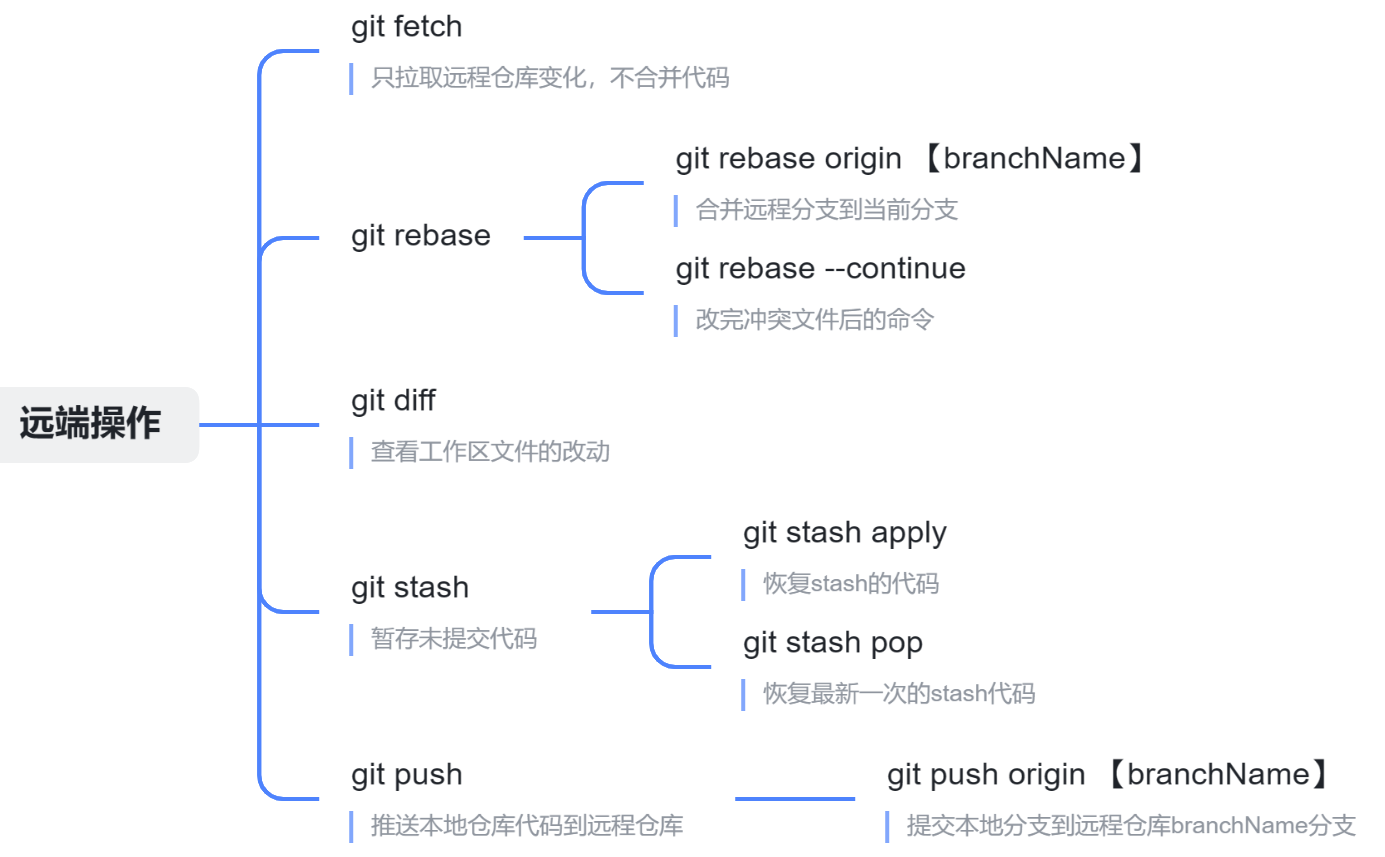 远端操作
git fetch
只拉取远程仓库变化，不合并代码
git rebase
git rebase origin 【branchName】
合并远程分支到当前分支
git rebase --continue
改完冲突文件后的命令
git diff
查看工作区文件的改动
git stash
暂存未提交代码
git stash apply
恢复stash的代码
git stash pop
恢复最新一次的stash代码
git push
推送本地仓库代码到远程仓库
git push origin 【branchName】
提交本地分支到远程仓库branchName分支